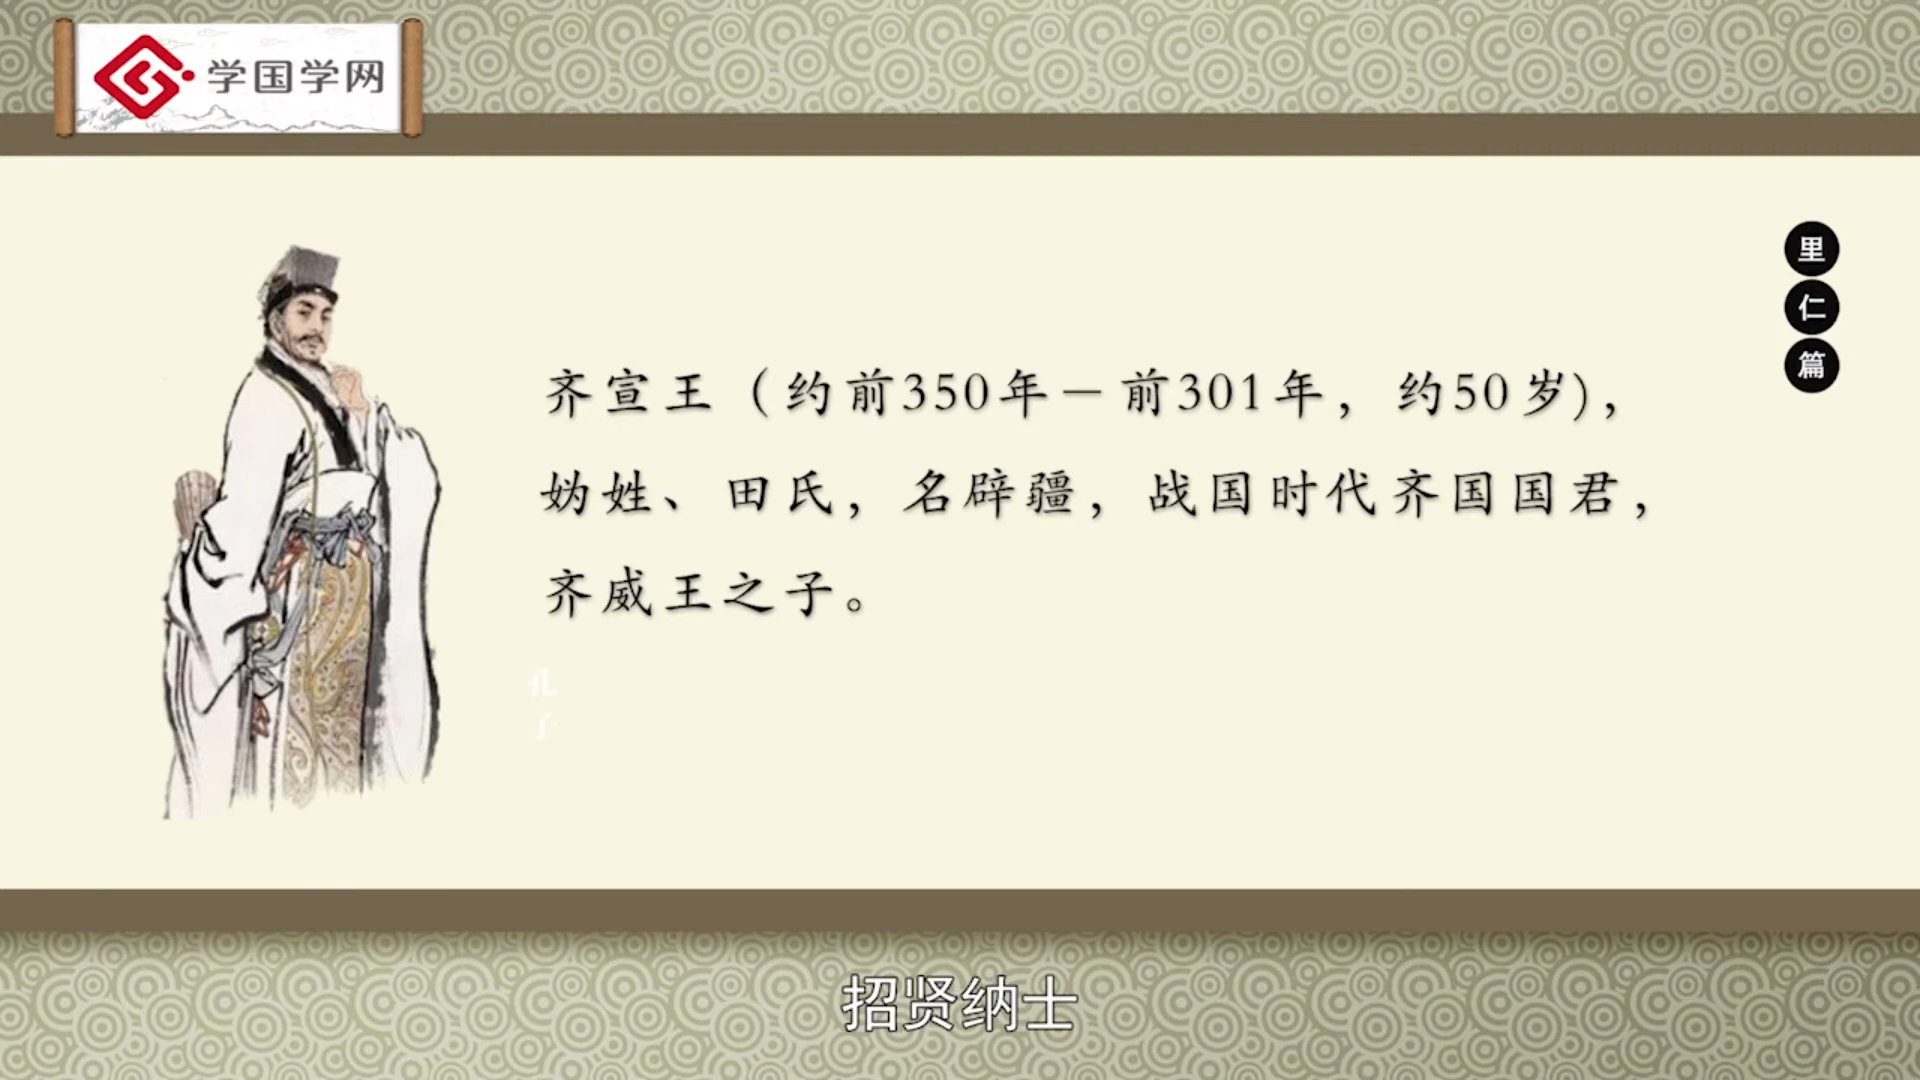 学国学网
里仁篇
齐宣王（约前350年－前301年，约50岁），
妫姓、田氏，名辟疆，战国时代齐国国君，
齐威王之子。
孔子
招贤纳士